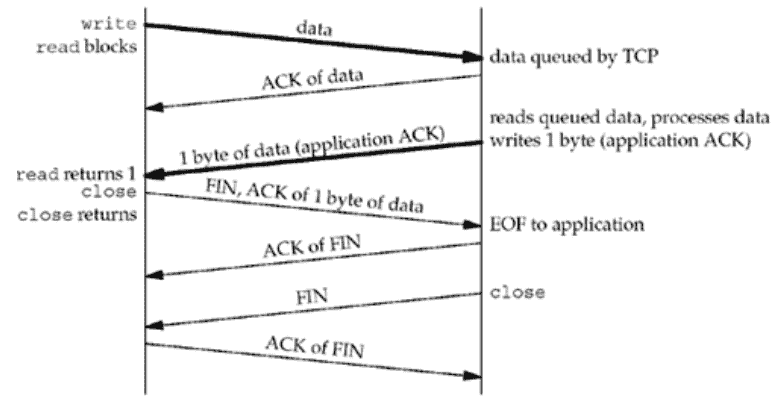 write
data
read blocks
data queued by TCP
ACK of data
reads queued data, processes data
1 byte of data (application ACK)
writes 1 byte (application ACK)
read returns 1
close
FIN, ACK of 1 byte of data
close returns
EOF to application
ACK of FIN
close
FIN
ACK of FIN